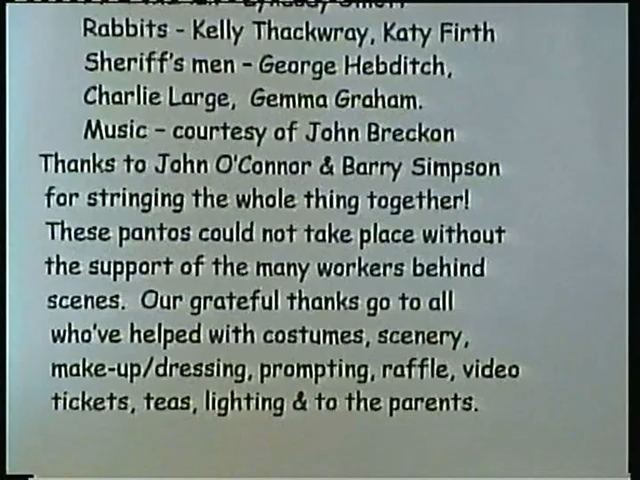 Rabbits - Kelly Thackwray, Katy Firth
Sheriff's men – George Hebditch,
Charlie Large, Gemma Graham.
Music – courtesy of John Breckon
Thanks to John O'Connor & Barry Simpson
for stringing the whole thing together!
These pantos could not take place without
the support of the many workers behind
scenes. Our grateful thanks go to all
who've helped with costumes, scenery,
make-up/dressing, prompting, raffle, video
tickets, teas, lighting & to the parents.